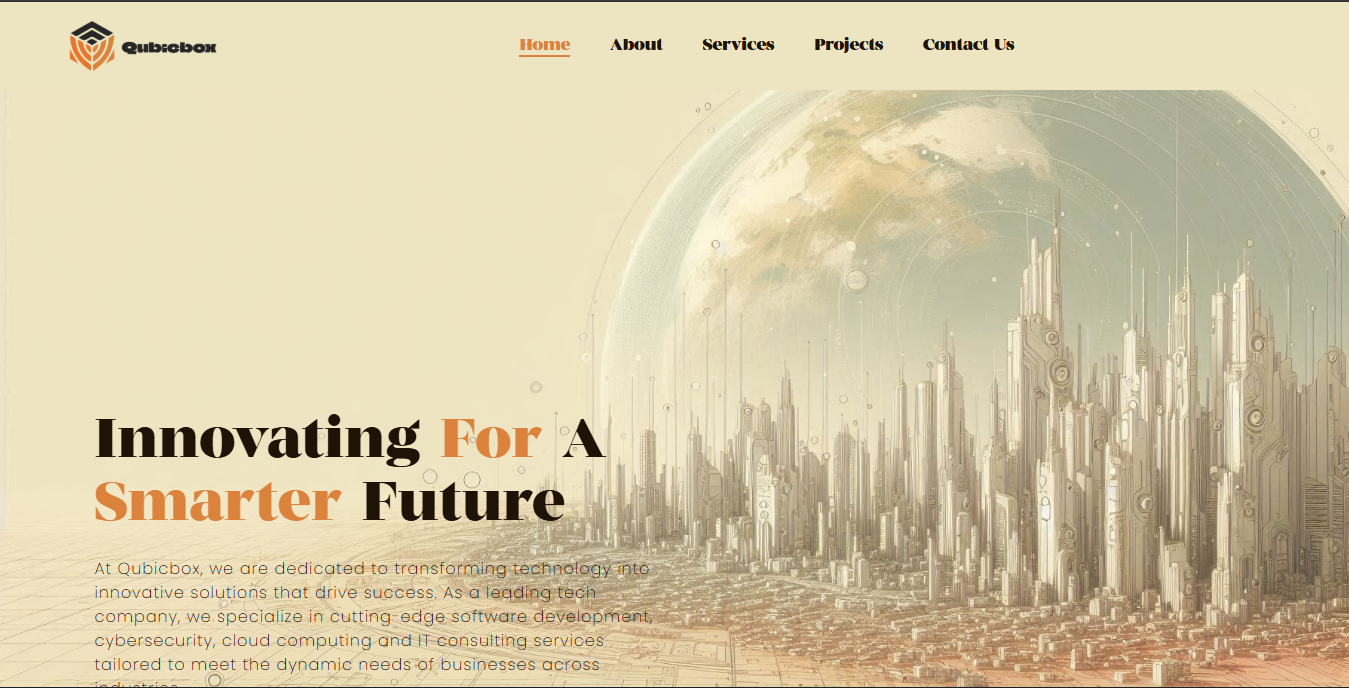 Qubicbox
Home About Services Projects Contact Us
Innovating For A
Smarter Future
At Qubicbox, we are dedicated to transforming technology into
innovative solutions that drive success. As a leading tech
company, we specialize in cutting-edge software development,
cybersecurity, cloud computing and IT consulting services
tailored to meet the dynamic needs of businesses across